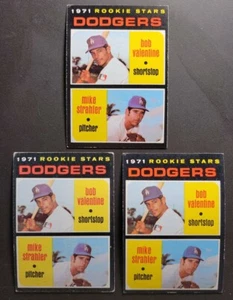 1971 ROOKIE STARS
DODGERS
bob
valentine
shortstop
mike
strahler
pitcher
1971 ROOKIE STARS
DODGERS
bob
valentine
shortstop
mike
strahler
pitcher
1971 ROOKIE STARS
DODGERS
bob
valentine
shortstop
mike
strahler
pitcher